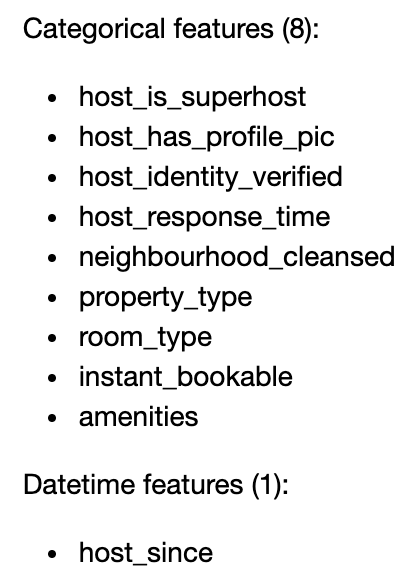 Categorical features (8):
• host_is_superhost
• host_has_profile_pic
• host_identity_verified
• host_response_time
• neighbourhood_cleansed
• property_type
• room_type
• instant_bookable
• amenities
Datetime features (1):
• host_since